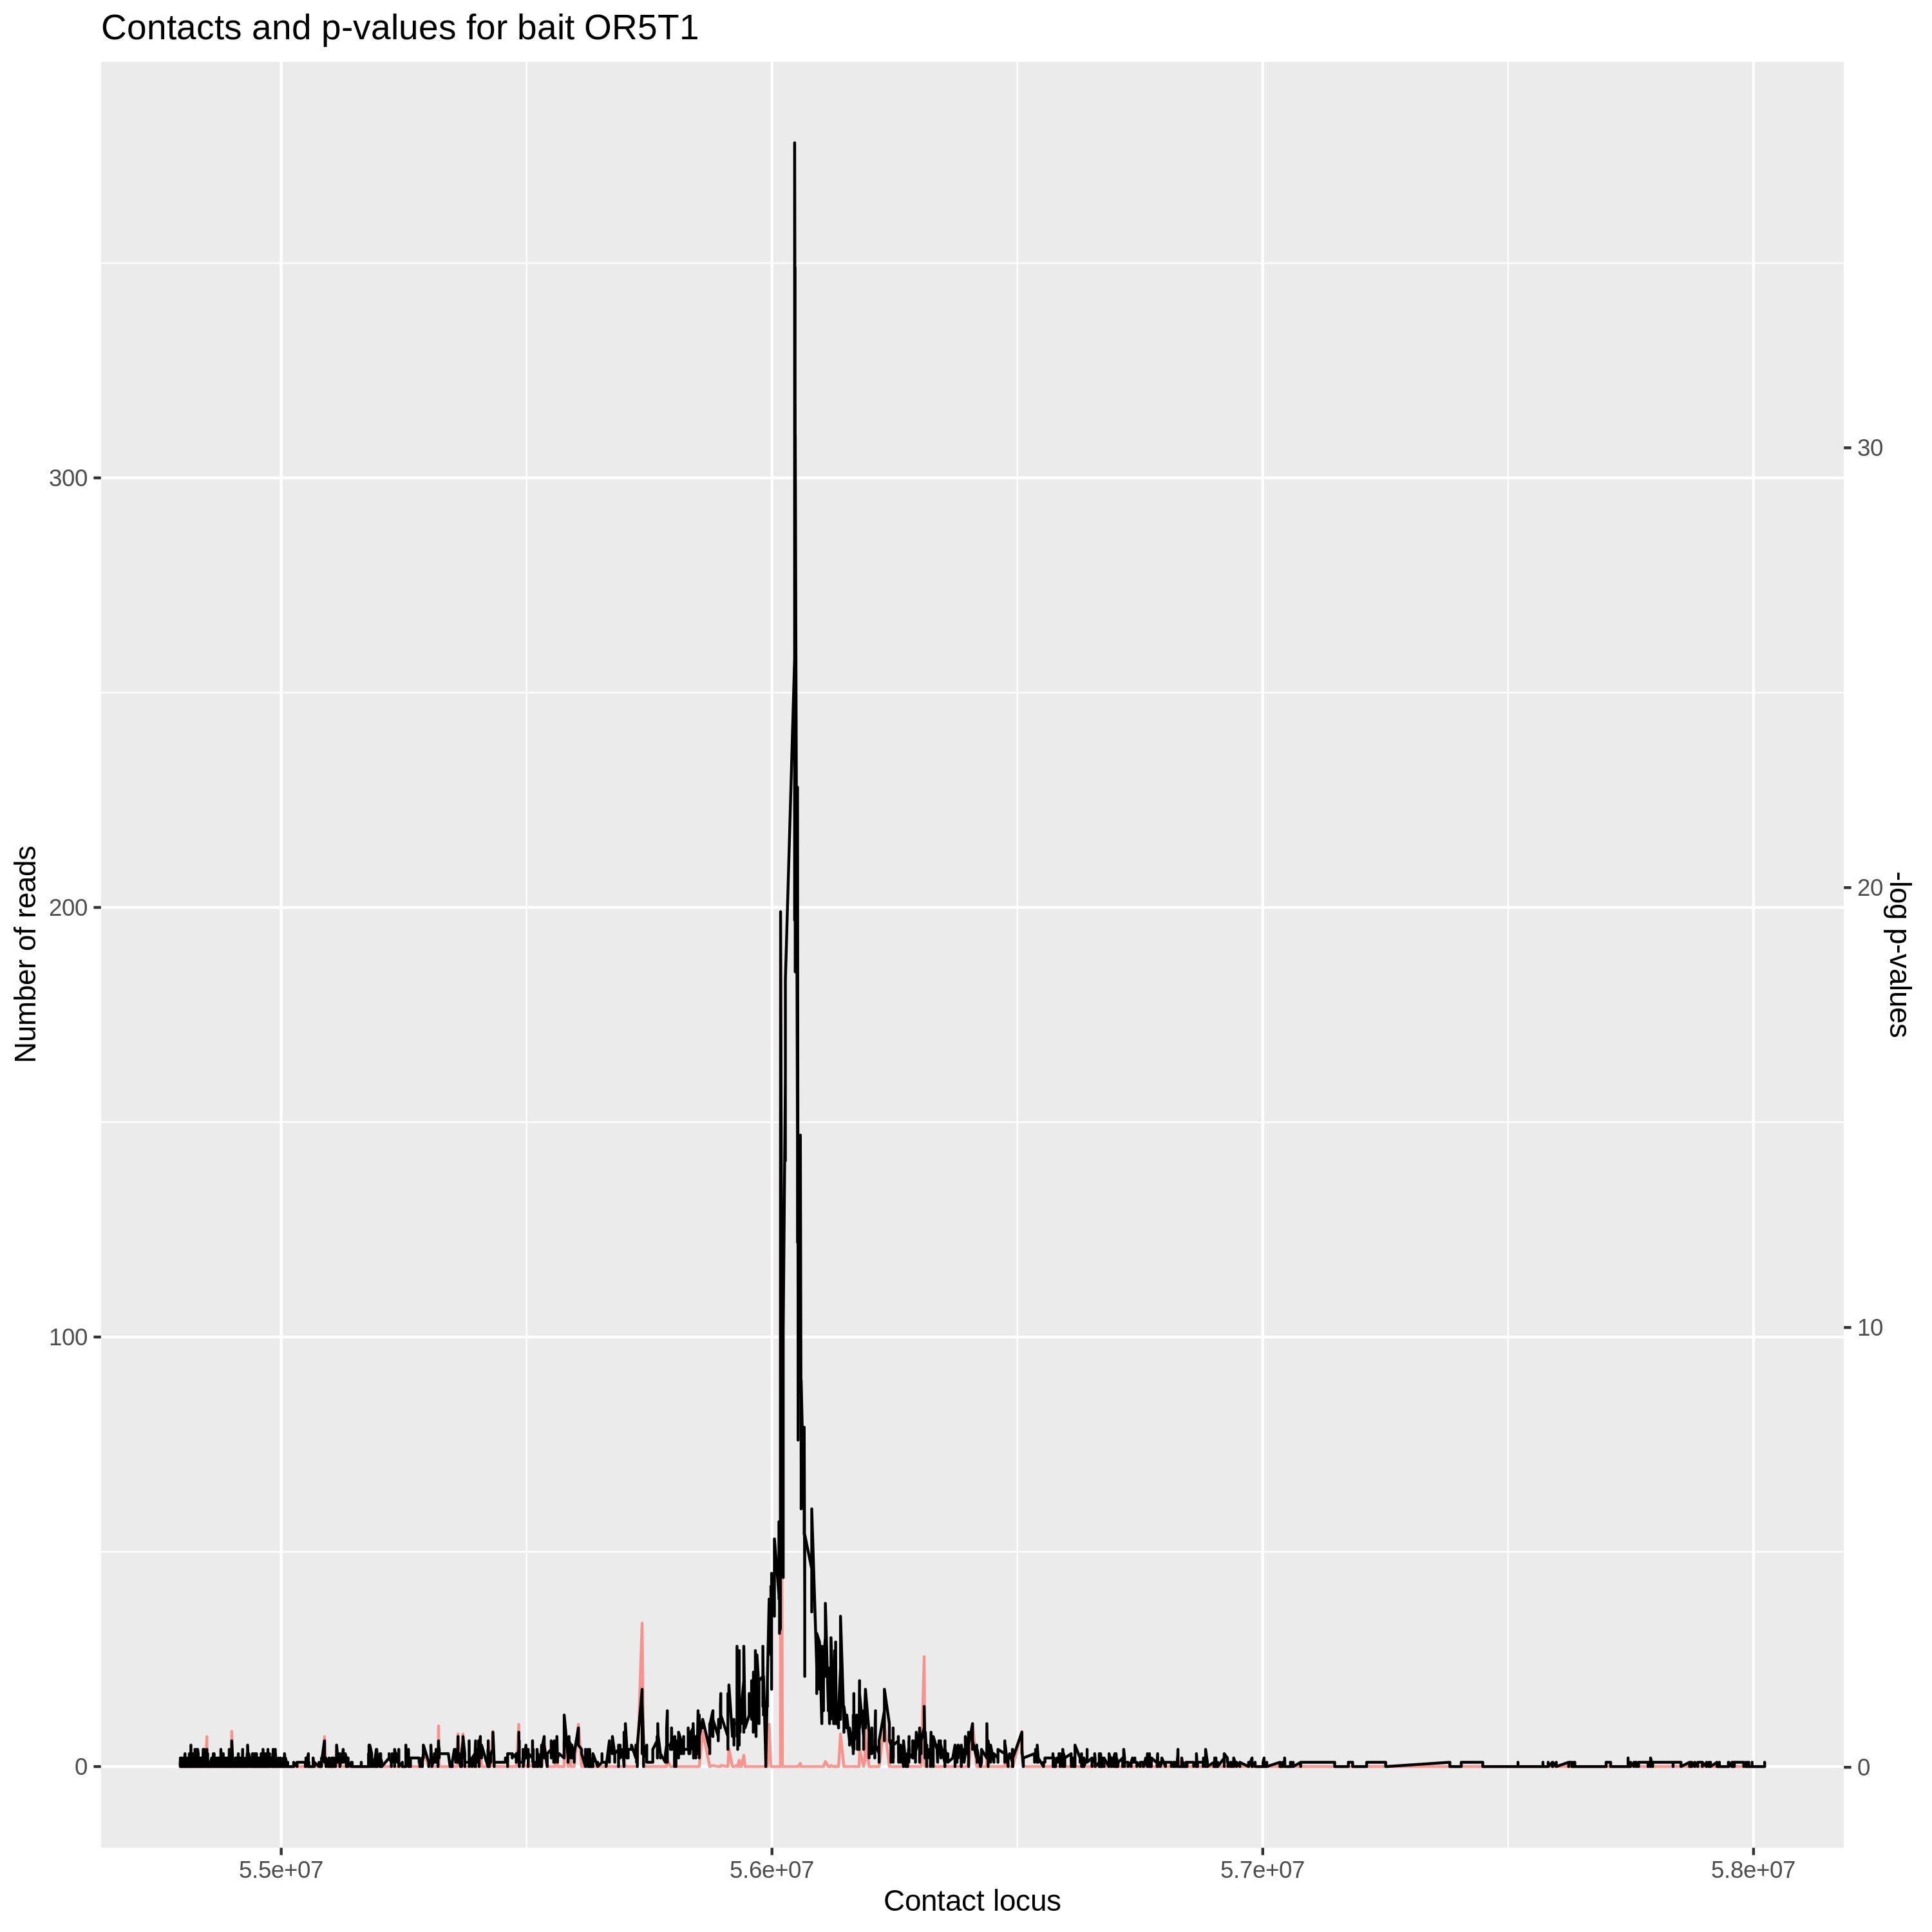 Contacts and p-values for bait OR5T1
Number of reads
300
200
100
0
30
20
10
0
-log p-values
5.5e+07
5.6e+07
5.7e+07
5.8e+07
Contact locus